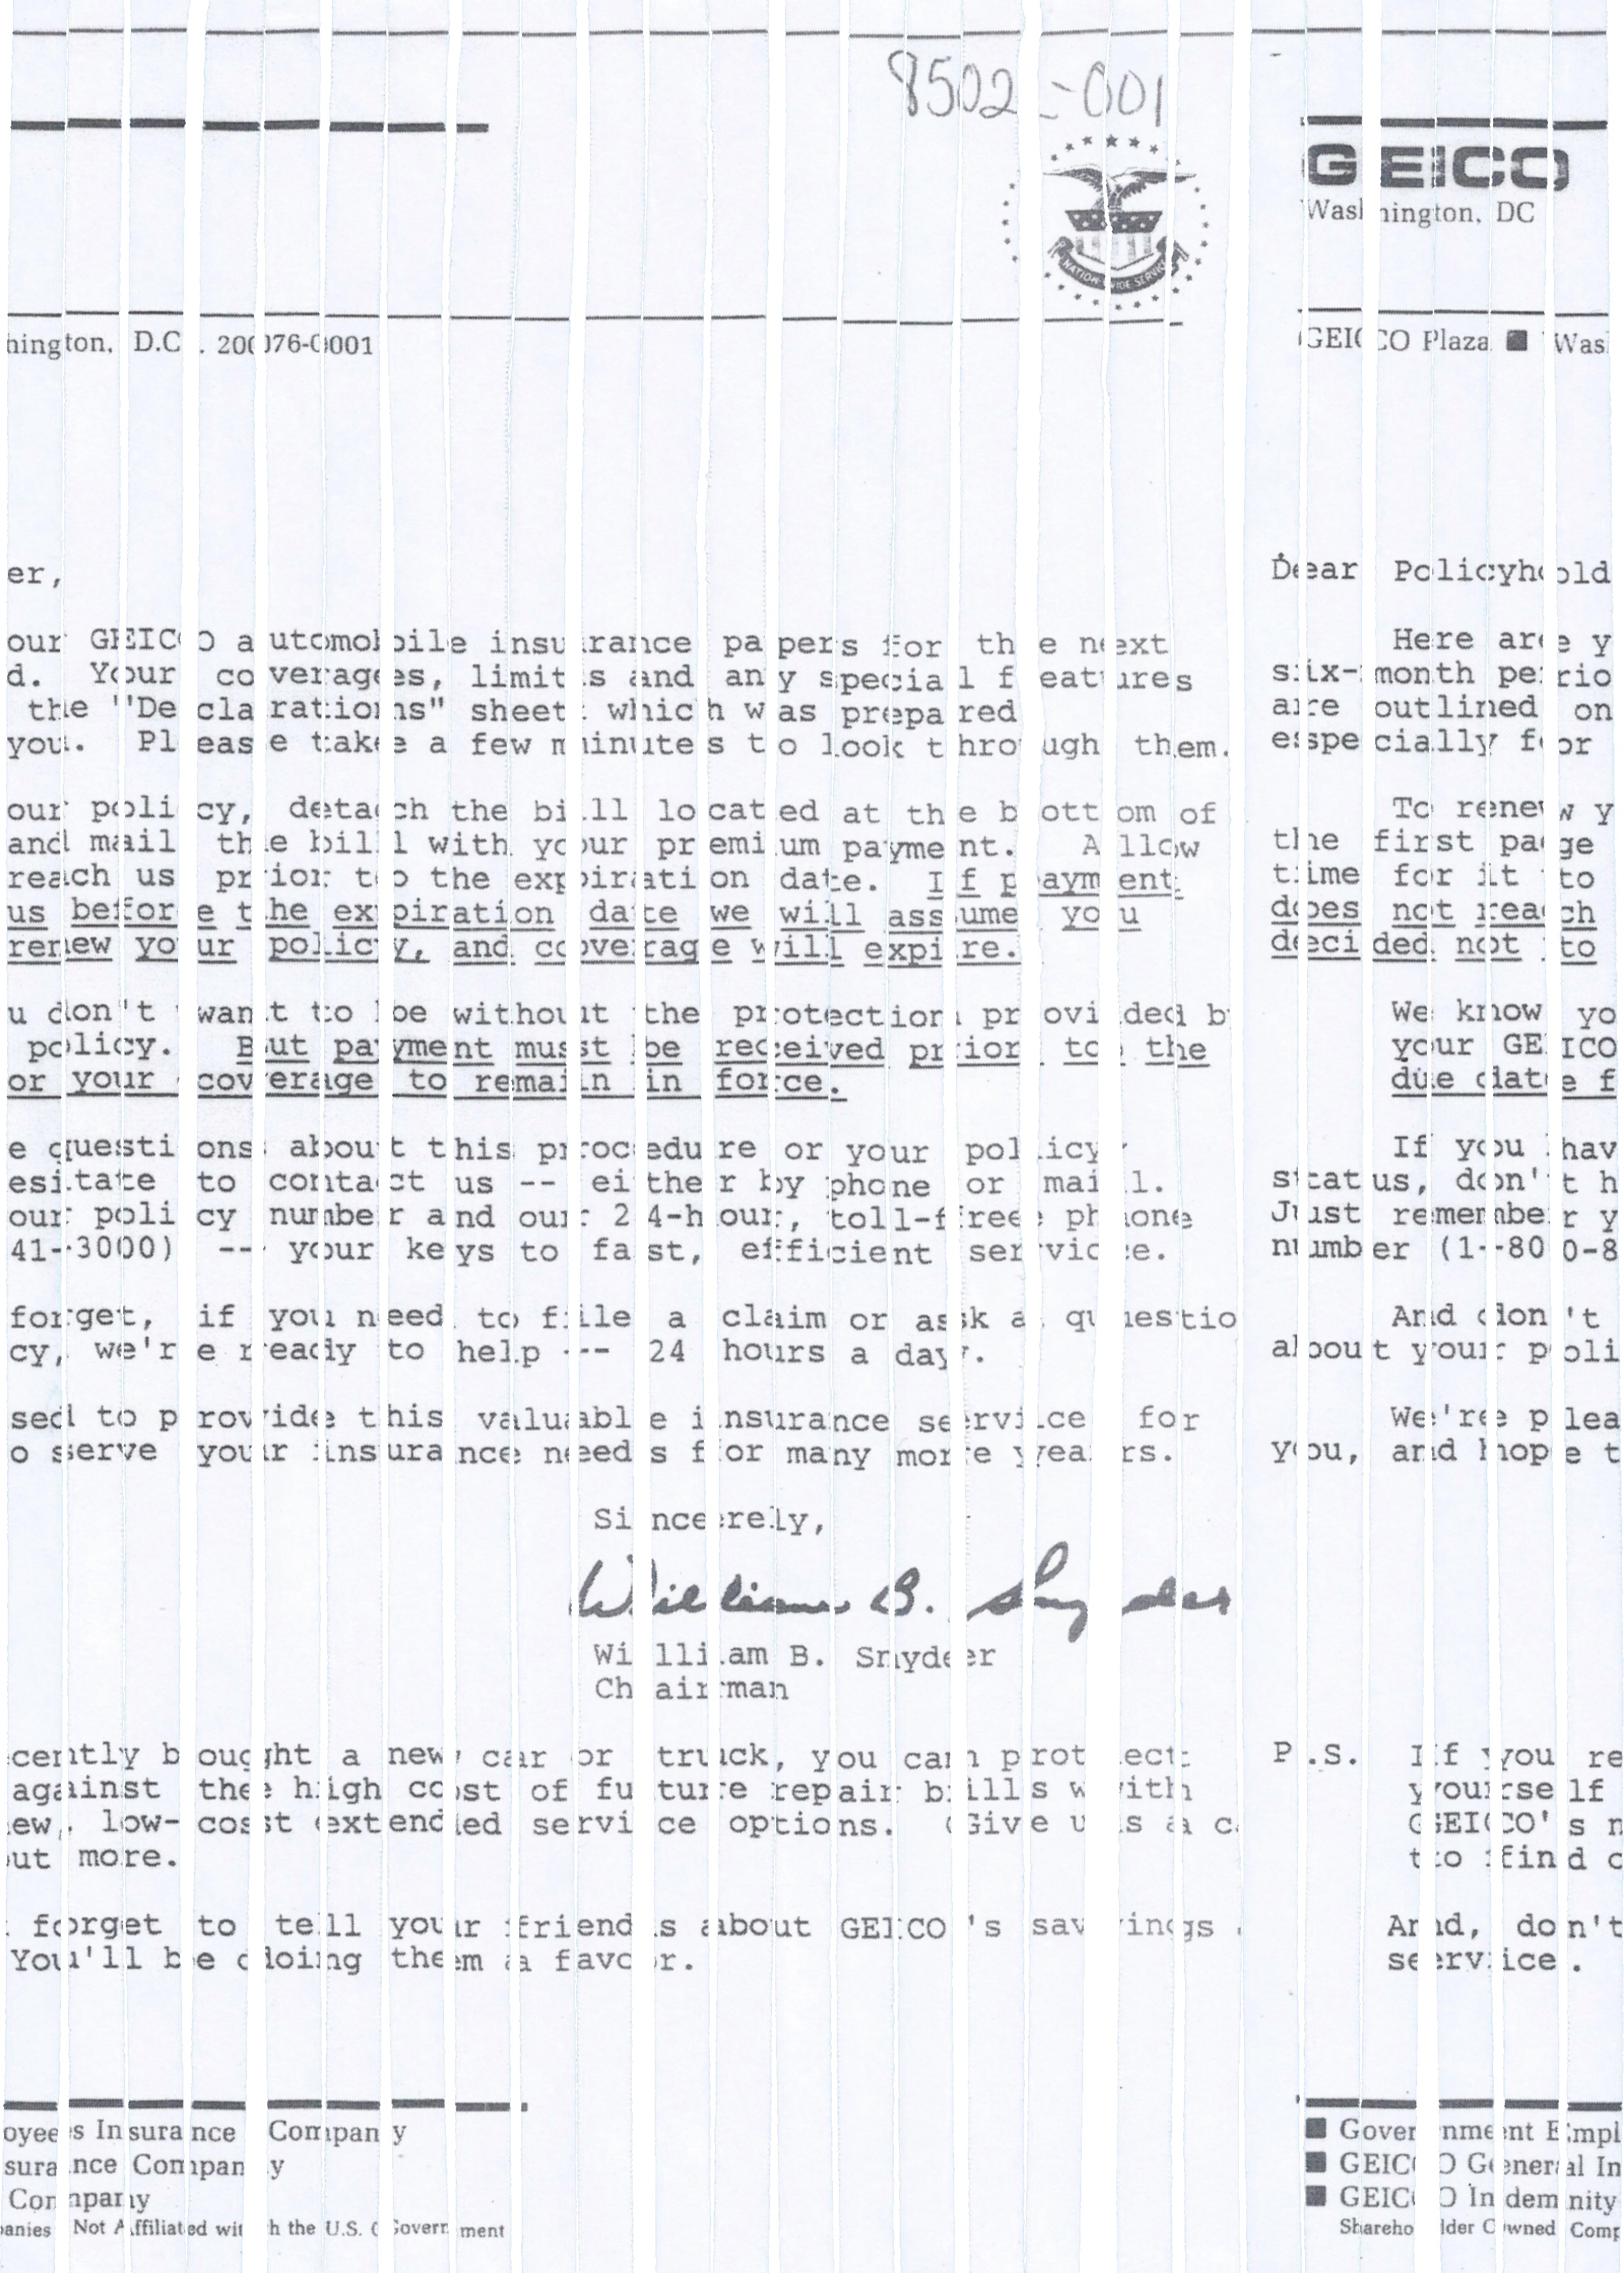 8502-001
GEICO
Washington, DC
hington, D.C. 20076-0001 GEICO Plaza ■ Was
er, Dear Policyhold
our GEICO automobile insurance papers for the next Here are y
d. Your coverages, limits and any special features six-month perio
the "Declarations" sheet which was prepared are outlined on
you. Please take a few minutes to look through them. especially for
our policy, detach the bill located at the bottom of To renew y
and mail the bill with your premium payment. Allow the first page
reach us prior to the expiration date. If payment time for it to
us before the expiration date we will assume you does not reach
renew your policy, and coverage will expire. decided not to
u don't want to be without the protection provided b We know yo
policy. But payment must be received prior to the your GEICO
or your coverage to remain in force. due date f
e questions about this procedure or your policy If you hav
esitate to contact us -- either by phone or mail. status, don't h
our policy number and our 24-hour, toll-free phone Just remember y
41-3000) -- your keys to fast, efficient service. number (1-800-8
forget, if you need to file a claim or ask a questio And don't
cy, we're ready to help -- 24 hours a day. about your poli
sed to provide this valuable insurance service for We're plea
o serve your insurance needs for many more years. you, and hope t
Sincerely,
William B. Snyder
William B. Snyder
Chairman
cently bought a new car or truck, you can protect P.S. If you re
against the high cost of future repair bills with yourself
ew, low-cost extended service options. Give us a c GEICO's n
ut more. to find o
forget to tell your friends about GEICO's savings And, don't
You'll be doing them a favor. service.
oyees Insurance Company ■ Government Empl
surance Company ■ GEICO General In
Company ■ GEICO Indemnity
anies Not Affiliated with the U.S. Government Shareholder Owned Comp
NATION-WIDE SERVICE